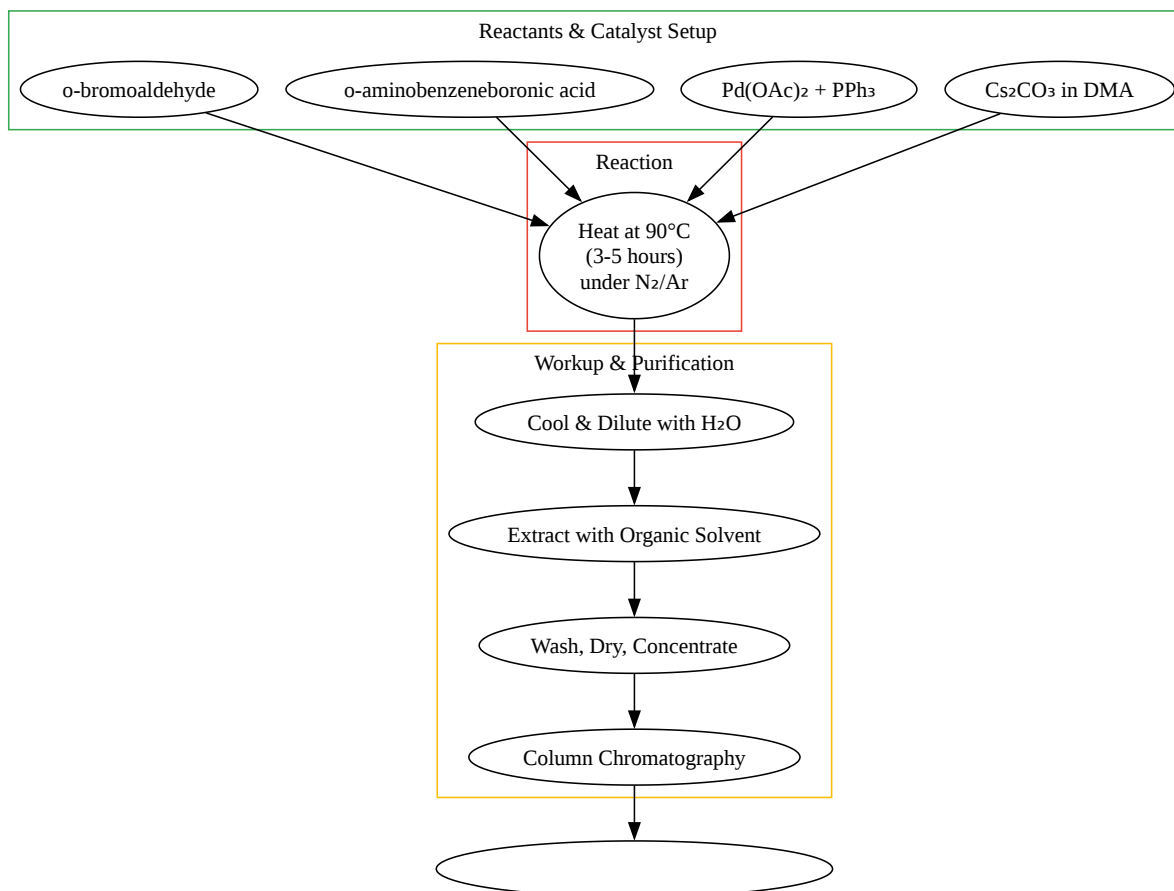 Reactants & Catalyst Setup
o-bromoaldehyde
o-aminobenzeneboronic acid
Pd(OAc)₂ + PPh₃
Cs₂CO₃ in DMA
Reaction
Heat at 90°C
(3-5 hours)
under N₂/Ar
Workup & Purification
Cool & Dilute with H₂O
Extract with Organic Solvent
Wash, Dry, Concentrate
Column Chromatography